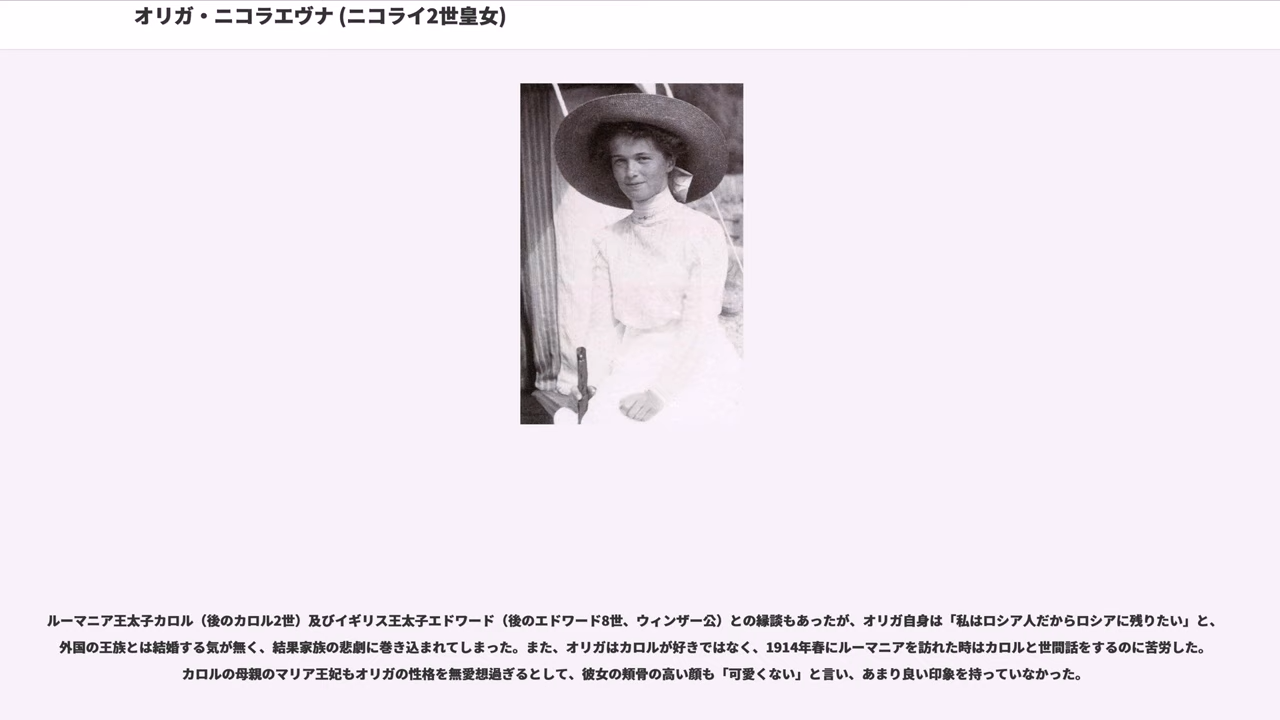 オリガ・ニコラエヴナ (ニコライ2世皇女)
ルーマニア王太子カロル（後のカロル2世）及びイギリス王太子エドワード（後のエドワード8世、ウィンザー公）との縁談もあったが、オリガ自身は「私はロシア人だからロシアに残りたい」と、
外国の王族とは結婚する気が無く、結果家族の悲劇に巻き込まれてしまった。また、オリガはカロルが好きではなく、1914年春にルーマニアを訪れた時はカロルと世間話をするのに苦労した。
カロルの母親のマリア王妃もオリガの性格を無愛想過ぎるとして、彼女の頬骨の高い顔も「可愛くない」と言い、あまり良い印象を持っていなかった。